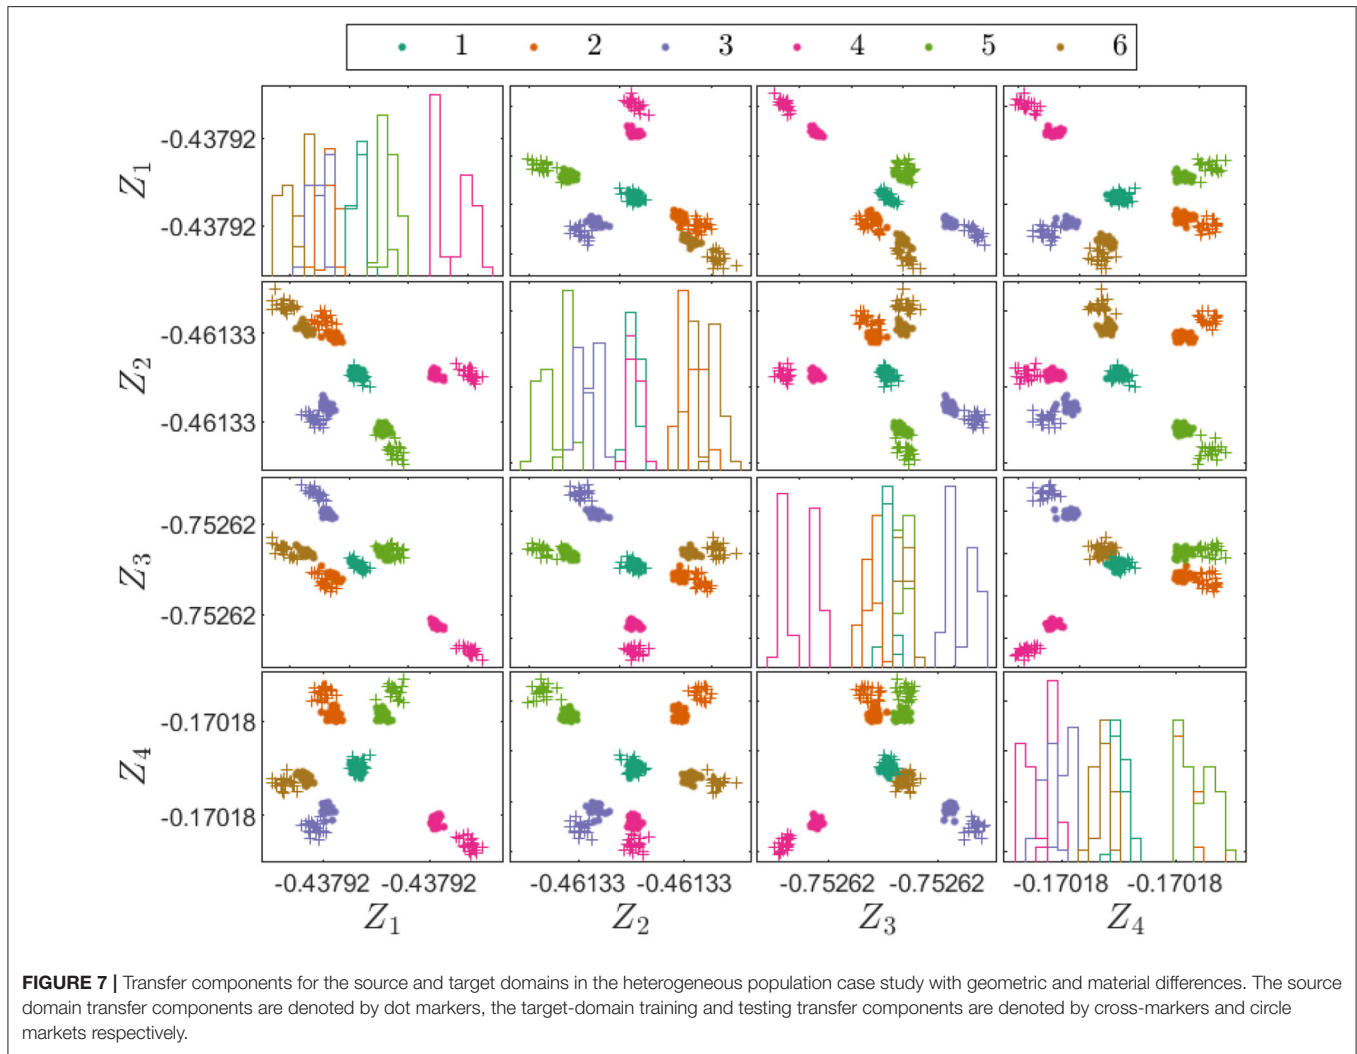 1 2 3 4 5 6
-0.43792
Z1
-0.43792
-0.46133
Z2
-0.46133
-0.75262
Z3
-0.75262
-0.17018
Z4
-0.17018
-0.43792 -0.43792 -0.46133 -0.46133 -0.75262 -0.75262 -0.17018 -0.17018
Z1 Z2 Z3 Z4
FIGURE 7 | Transfer components for the source and target domains in the heterogeneous population case study with geometric and material differences. The source
domain transfer components are denoted by dot markers, the target-domain training and testing transfer components are denoted by cross-markers and circle
markets respectively.